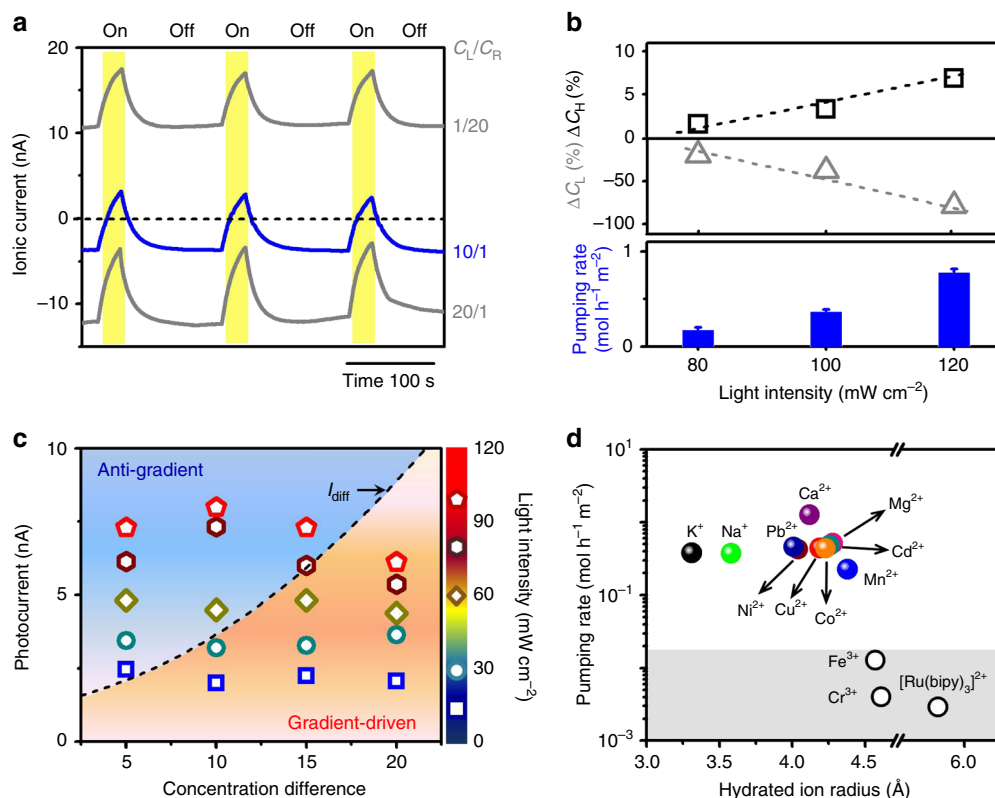 a
On Off On Off On Off
C_L/C_R
20
10
0
−10
Ionic current (nA)
1/20
10/1
20/1
Time 100 s
b
10
5
0
−50
−100
ΔC_L (%) ΔC_H (%)
1
0
Pumping rate
(mol h⁻¹ m⁻²)
80 100 120
Light intensity (mW cm⁻²)
c
10
5
0
Photocurrent (nA)
Anti-gradient
I_diff
Gradient-driven
5 10 15 20
Concentration difference
120
90
60
30
0
Light intensity (mW cm⁻²)
d
10¹
10⁻¹
10⁻³
Pumping rate (mol h⁻¹ m⁻²)
K⁺
Na⁺
Pb²⁺
Ca²⁺
Mg²⁺
Cd²⁺
Mn²⁺
Ni²⁺
Cu²⁺
Co²⁺
Fe³⁺
Cr³⁺
[Ru(bipy)₃]²⁺
3.0 3.5 4.0 4.5 6.0
Hydrated ion radius (Å)